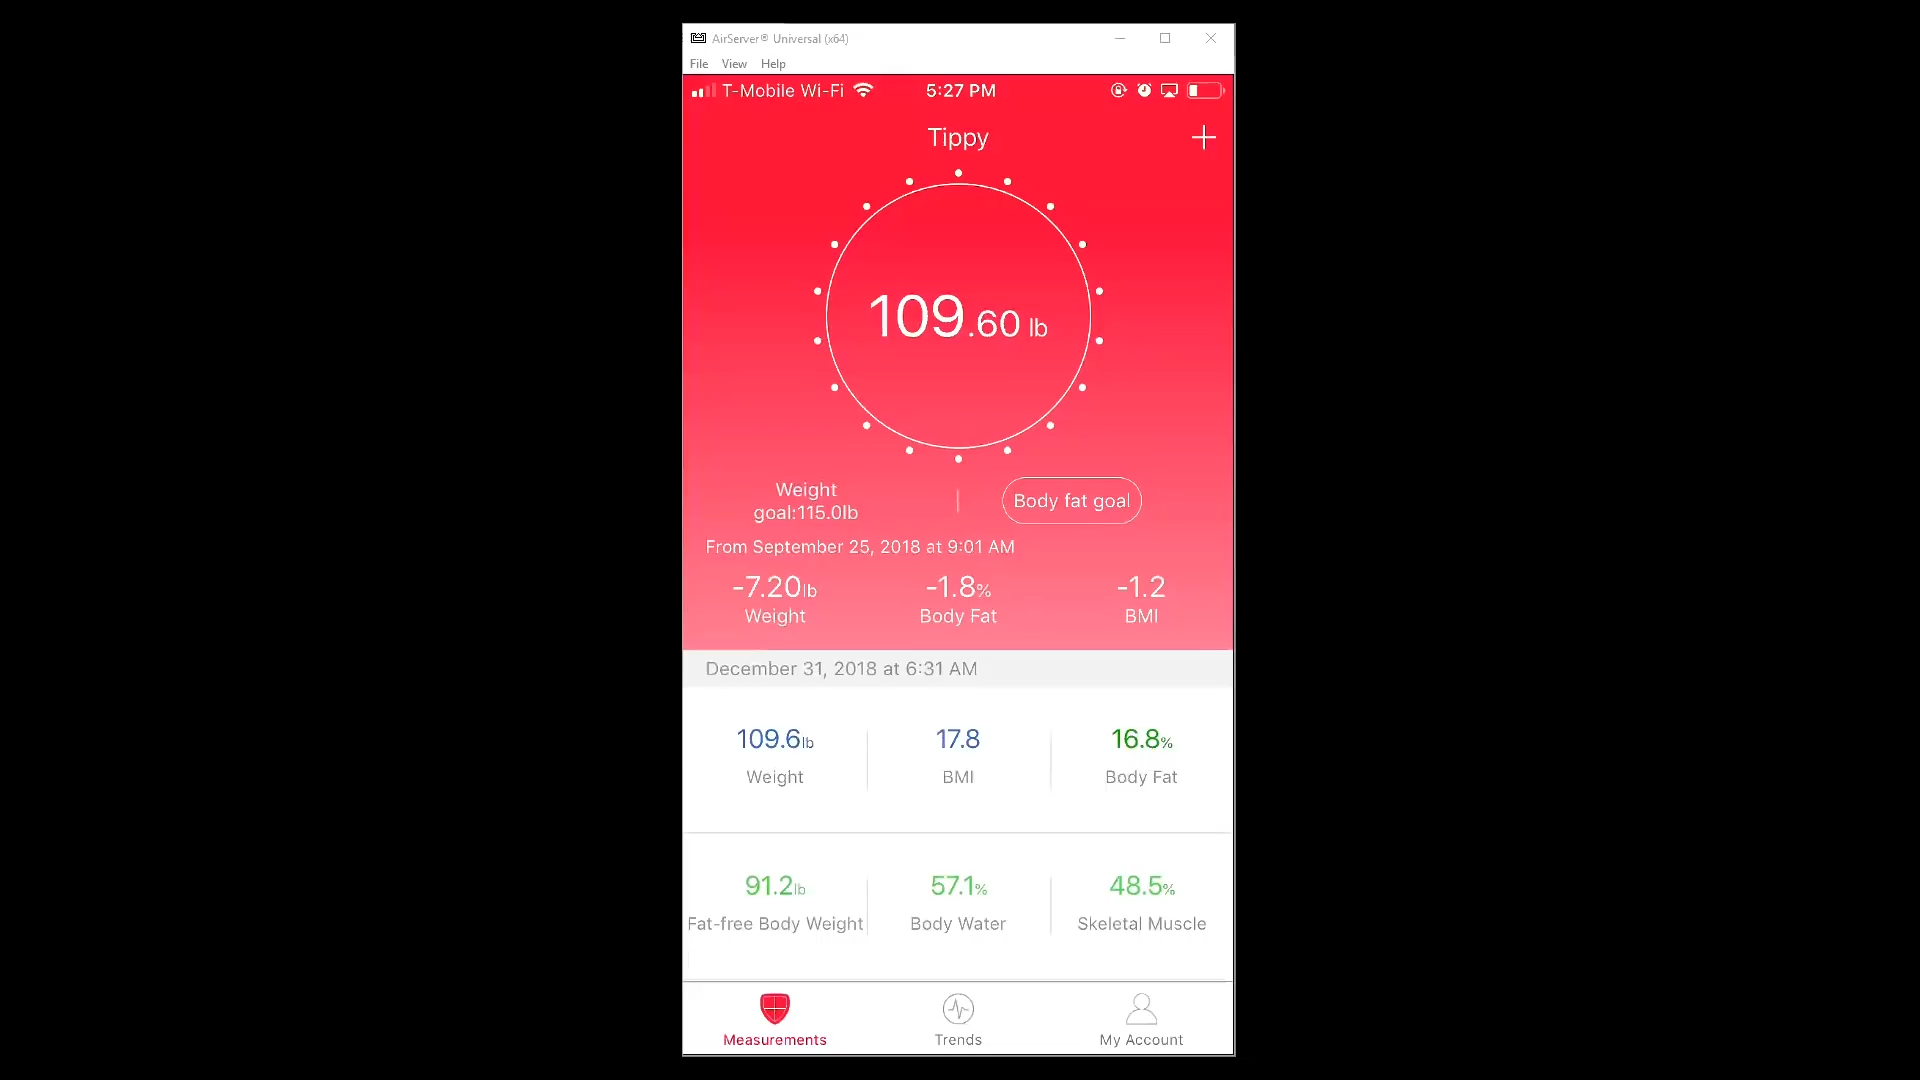 AirServer® Universal (x64)
File View Help
T-Mobile Wi-Fi 5:27 PM
Tippy
109.60 lb
Weight
goal:115.0lb
Body fat goal
From September 25, 2018 at 9:01 AM
-7.20lb -1.8% -1.2
Weight Body Fat BMI
December 31, 2018 at 6:31 AM
109.6lb 17.8 16.8%
Weight BMI Body Fat
91.2lb 57.1% 48.5%
Fat-free Body Weight Body Water Skeletal Muscle
Measurements Trends My Account